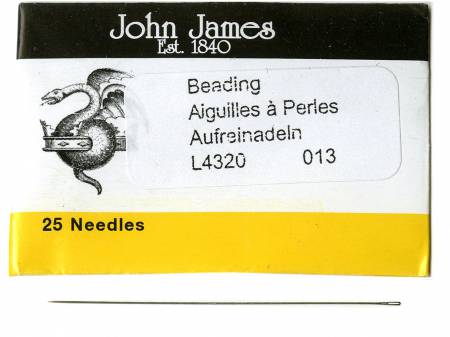 John James
Est. 1840
Beading
Aiguilles à Perles
Aufreinadeln
L4320 013
25 Needles